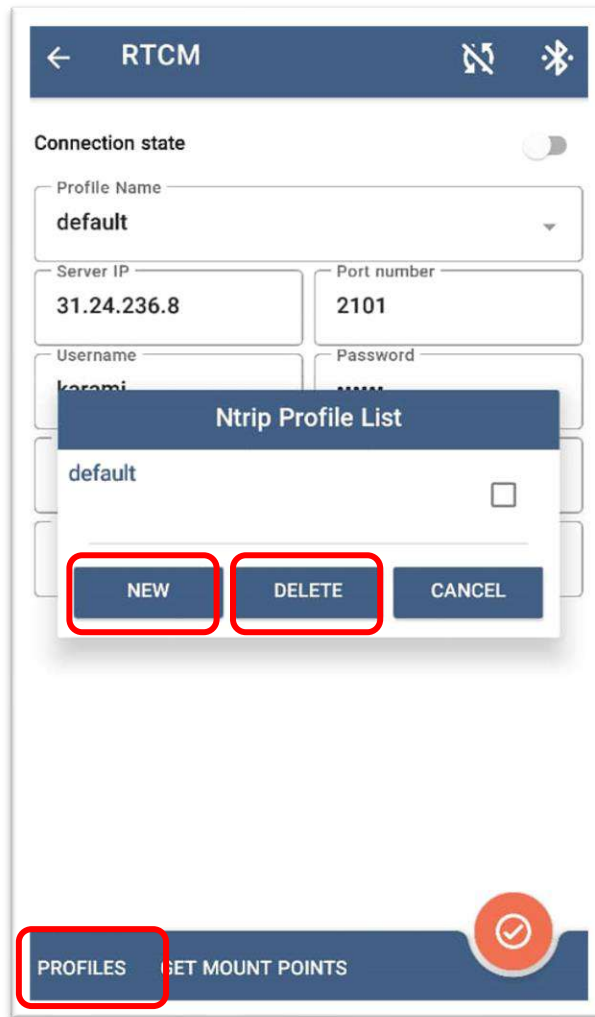 RTCM
Connection state
Profile Name
default
Server IP
31.24.236.8
Port number
2101
Username
karami
Password
•••••
Ntrip Profile List
default
NEW DELETE CANCEL
PROFILES GET MOUNT POINTS